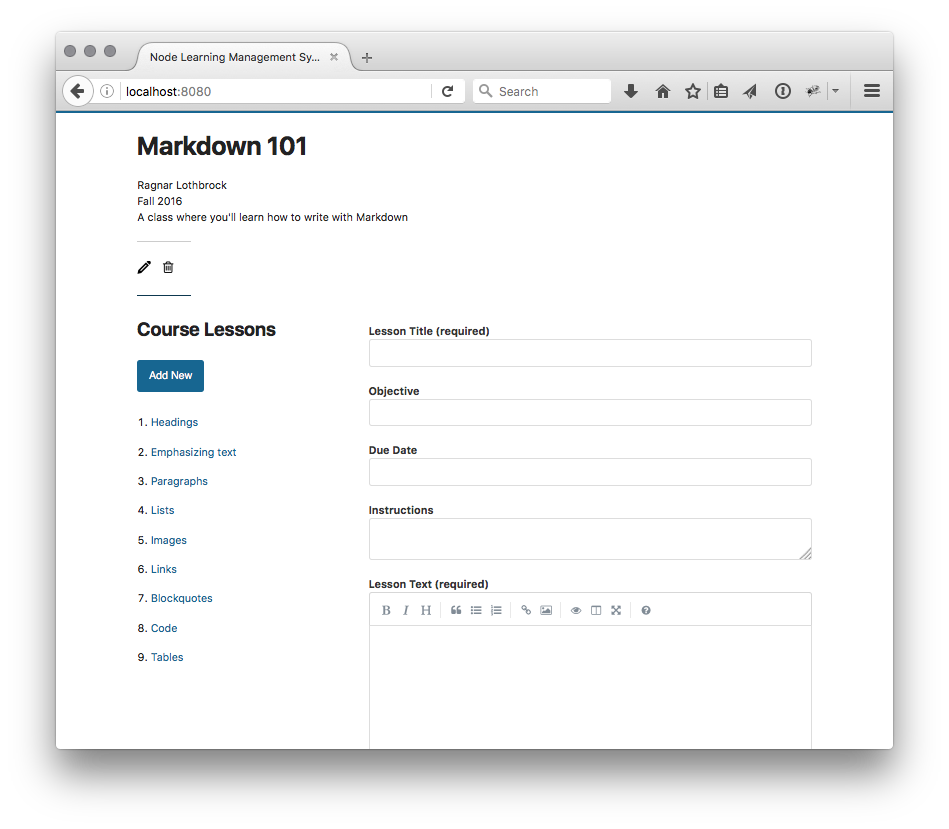 Node Learning Management Sy...
localhost:8080
Search
Markdown 101
Ragnar Lothbrock
Fall 2016
A class where you'll learn how to write with Markdown
Course Lessons
Add New
1. Headings
2. Emphasizing text
3. Paragraphs
4. Lists
5. Images
6. Links
7. Blockquotes
8. Code
9. Tables
Lesson Title (required)
Objective
Due Date
Instructions
Lesson Text (required)
B I H